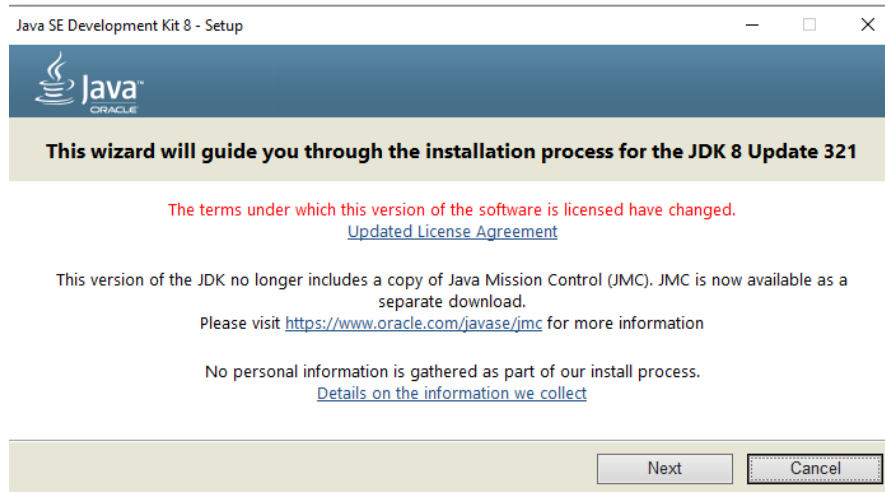 Java SE Development Kit 8 - Setup
Java™
ORACLE
This wizard will guide you through the installation process for the JDK 8 Update 321
The terms under which this version of the software is licensed have changed.
Updated License Agreement
This version of the JDK no longer includes a copy of Java Mission Control (JMC). JMC is now available as a
separate download.
Please visit https://www.oracle.com/javase/jmc for more information
No personal information is gathered as part of our install process.
Details on the information we collect
Next
Cancel